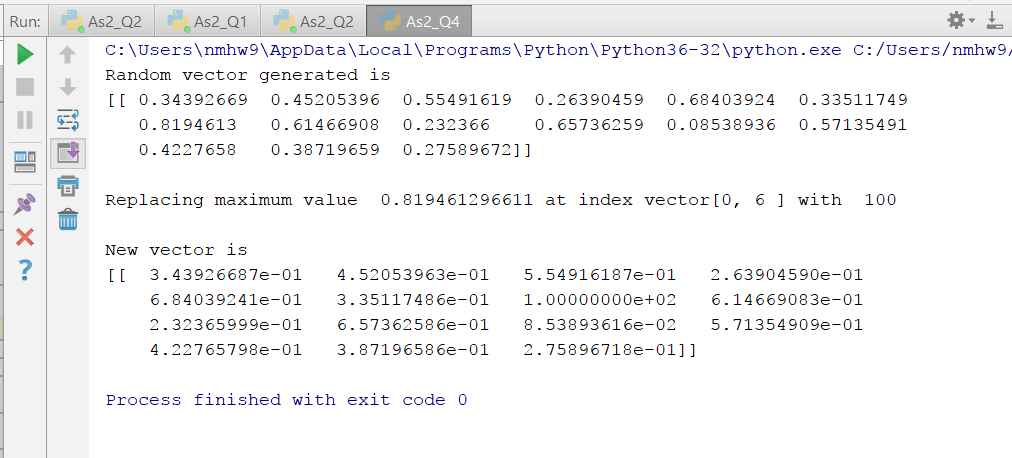 Run: As2_Q2 As2_Q1 As2_Q2 As2_Q4
C:\Users\nmhw9\AppData\Local\Programs\Python\Python36-32\python.exe C:/Users/nmhw9/
Random vector generated is
[[ 0.34392669 0.45205396 0.55491619 0.26390459 0.68403924 0.33511749
0.8194613 0.61466908 0.232366 0.65736259 0.08538936 0.57135491
0.4227658 0.38719659 0.27589672]]
Replacing maximum value 0.819461296611 at index vector[0, 6 ] with 100
New vector is
[[ 3.43926687e-01 4.52053963e-01 5.54916187e-01 2.63904590e-01
6.84039241e-01 3.35117486e-01 1.00000000e+02 6.14669083e-01
2.32365999e-01 6.57362586e-01 8.53893616e-02 5.71354909e-01
4.22765798e-01 3.87196586e-01 2.75896718e-01]]
Process finished with exit code 0